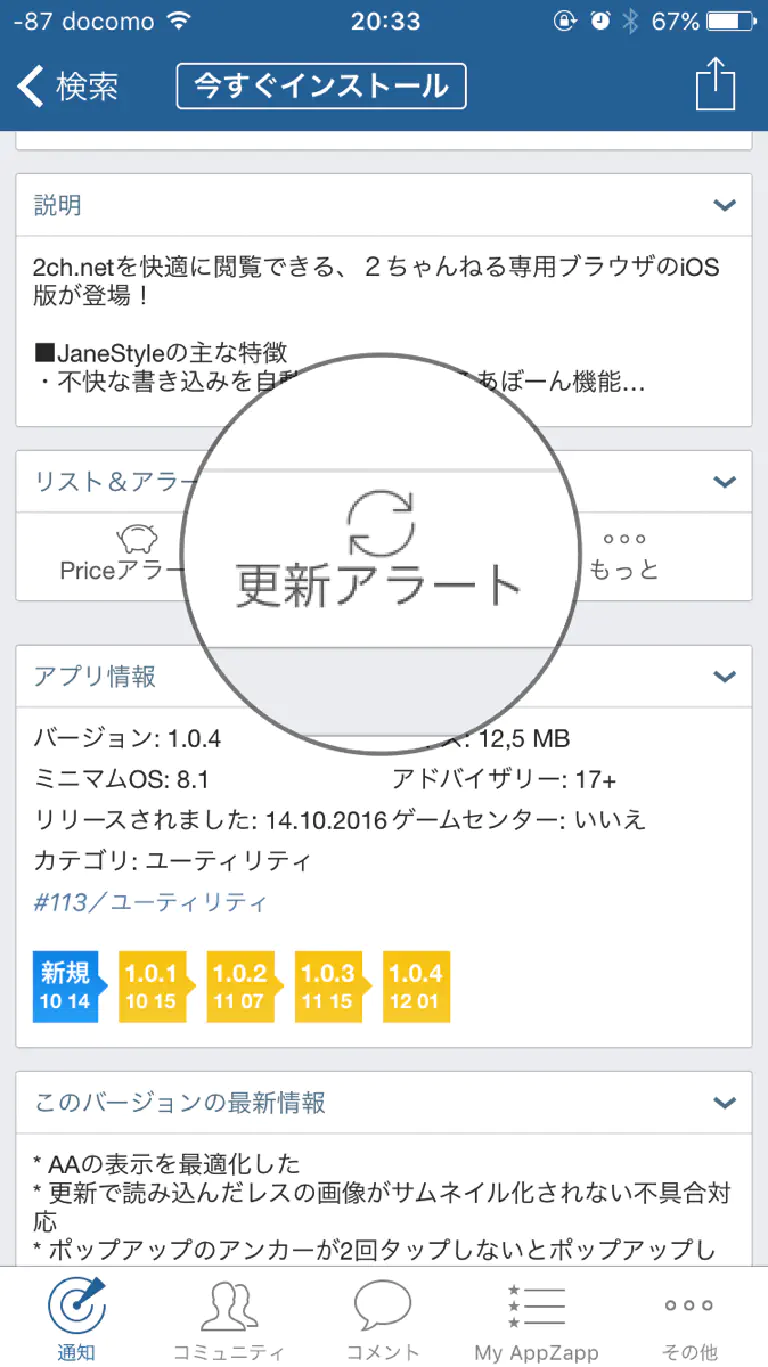 -87 docomo 20:33 67%
検索 今すぐインストール
説明
2ch.netを快適に閲覧できる、２ちゃんねる専用ブラウザのiOS
版が登場！
■JaneStyleの主な特徴
・不快な書き込みを自動 あぼーん機能...
リスト＆アラー
Priceアラー 更新アラート もっと
アプリ情報
バージョン: 1.0.4 ズ: 12,5 MB
ミニマムOS: 8.1 アドバイザリー: 17+
リリースされました: 14.10.2016 ゲームセンター: いいえ
カテゴリ: ユーティリティ
#113／ユーティリティ
新規 1.0.1 1.0.2 1.0.3 1.0.4
10 14 10 15 11 07 11 15 12 01
このバージョンの最新情報
* AAの表示を最適化した
* 更新で読み込んだレスの画像がサムネイル化されない不具合対
応
* ポップアップのアンカーが2回タップしないとポップアップし
通知 コミュニティ コメント My AppZapp その他